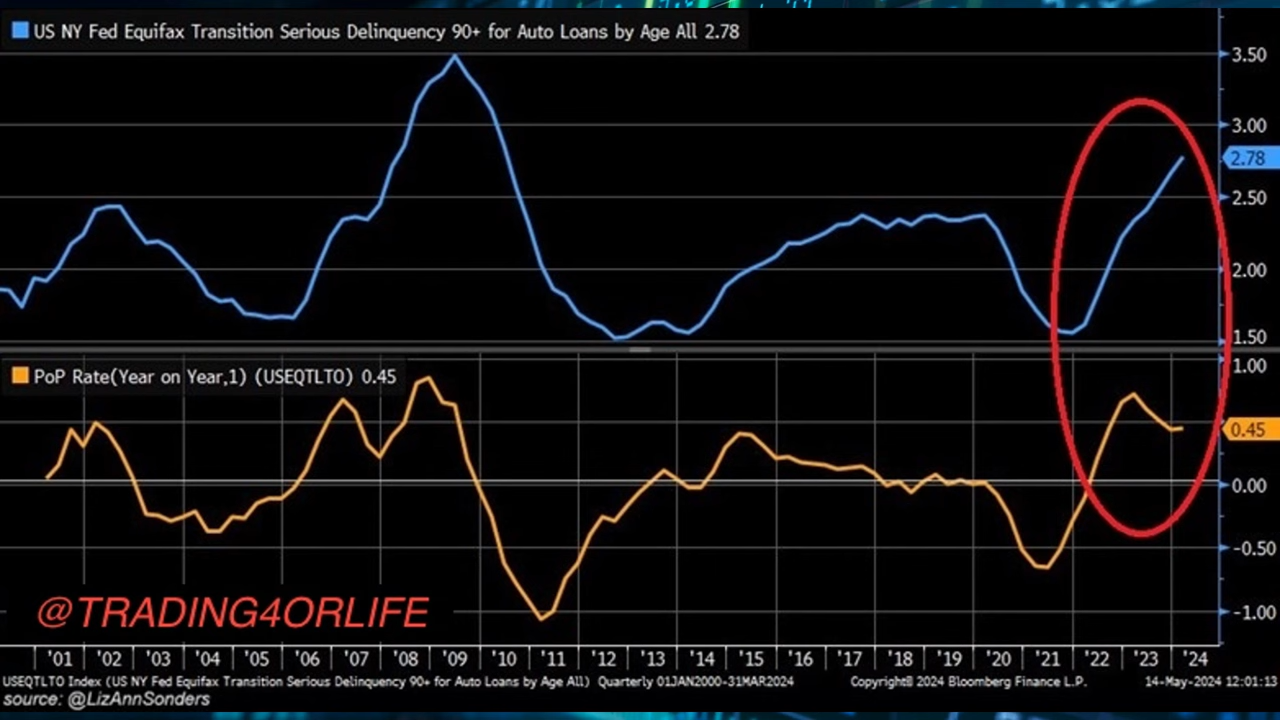 US NY Fed Equifax Transition Serious Delinquency 90+ for Auto Loans by Age All 2.78
3.50
3.00
2.78
2.50
2.00
1.50
PoP Rate(Year on Year,1) (USEQTLTO) 0.45
1.00
0.45
0.00
-0.50
-1.00
@TRADING4ORLIFE
'01 '02 '03 '04 '05 '06 '07 '08 '09 '10 '11 '12 '13 '14 '15 '16 '17 '18 '19 '20 '21 '22 '23 '24
USEQTLTO Index (US NY Fed Equifax Transition Serious Delinquency 90+ for Auto Loans by Age All) Quarterly 01JAN2000-31MAR2024 Copyright© 2024 Bloomberg Finance L.P. 14-May-2024 12:01:13
source: @LizAnnSonders